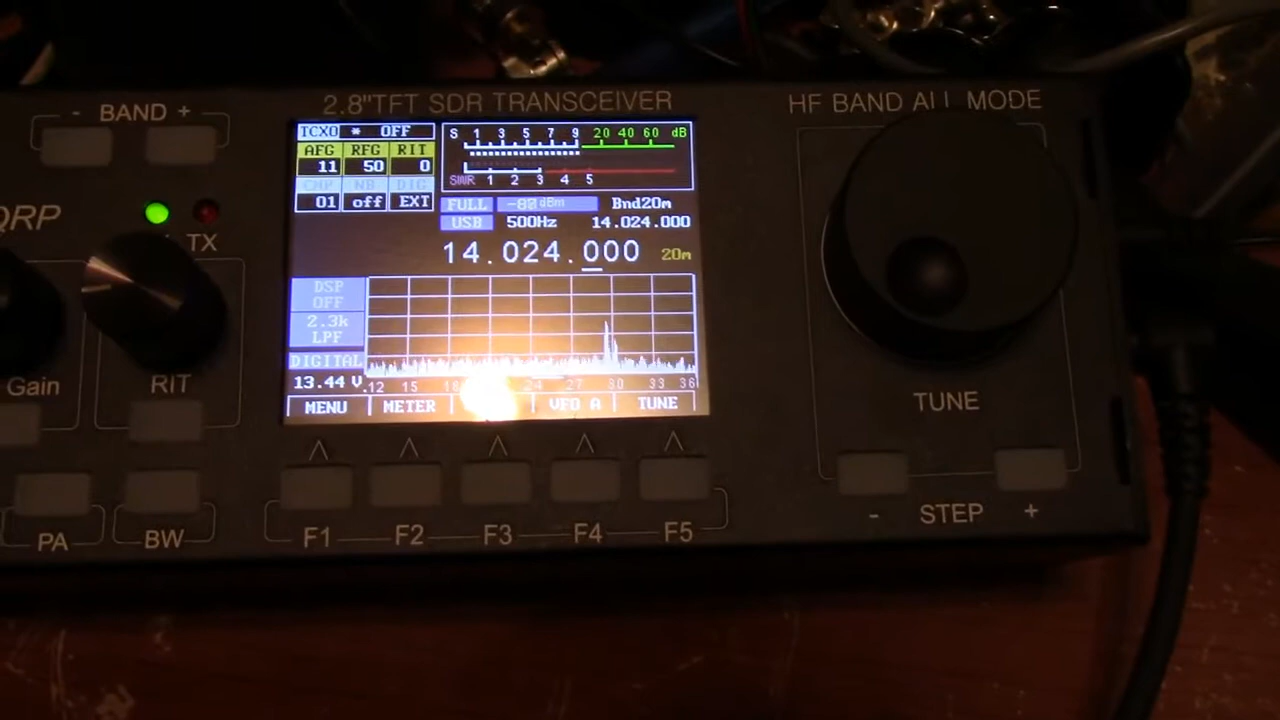 2.8"TFT SDR TRANSCEIVER
HF BAND ALL MODE
- BAND +
QRP
TX
Gain
RIT
PA
BW
TCXO * OFF
AFG RFG RIT
11 50 0
NB DIG
01 off EXT
S 1 3 5 7 9 20 40 60 dB
SWR 1 2 3 4 5
FULL -80dBm Bnd20m
USB 500Hz 14.024.000
14.024.000 20m
DSP
OFF
2.3k
LPF
DIGITAL
13.44 V
12 15 18 24 27 30 33 36
MENU METER VFO A TUNE
F1 F2 F3 F4 F5
TUNE
- STEP +